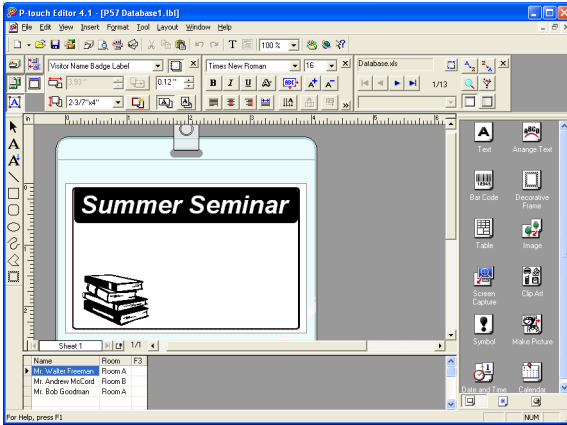 P-touch Editor 4.1 - [P57 Database1.lbl]
File Edit View Insert Format Tool Layout Window Help
100 %
Visitor Name Badge Label
Times New Roman
16
Database.xls
3.93 "
0.12 "
B I U
1/13
2-3/7"x4"
in
Summer Seminar
Text
Arrange Text
Bar Code
Decorative Frame
Table
Image
Screen Capture
Clip Art
Symbol
Make Picture
Date and Time
Calendar
Sheet 1
1/1
Name Room F3
Mr. Walter Freeman Room A
Mr. Andrew McCord Room B
Mr. Bob Goodman Room A
For Help, press F1
NUM